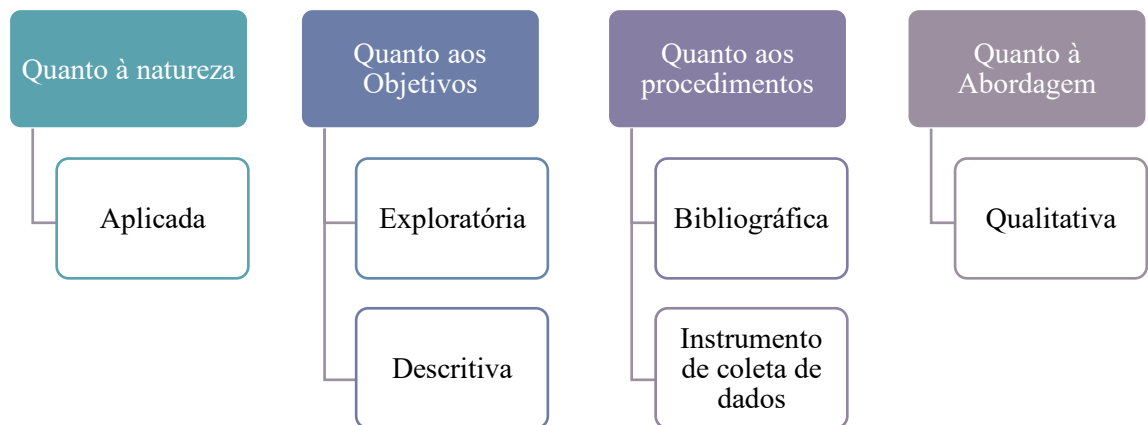 Quanto à natureza
Aplicada
Quanto aos
Objetivos
Exploratória
Descritiva
Quanto aos
procedimentos
Bibliográfica
Instrumento
de coleta de
dados
Quanto à
Abordagem
Qualitativa